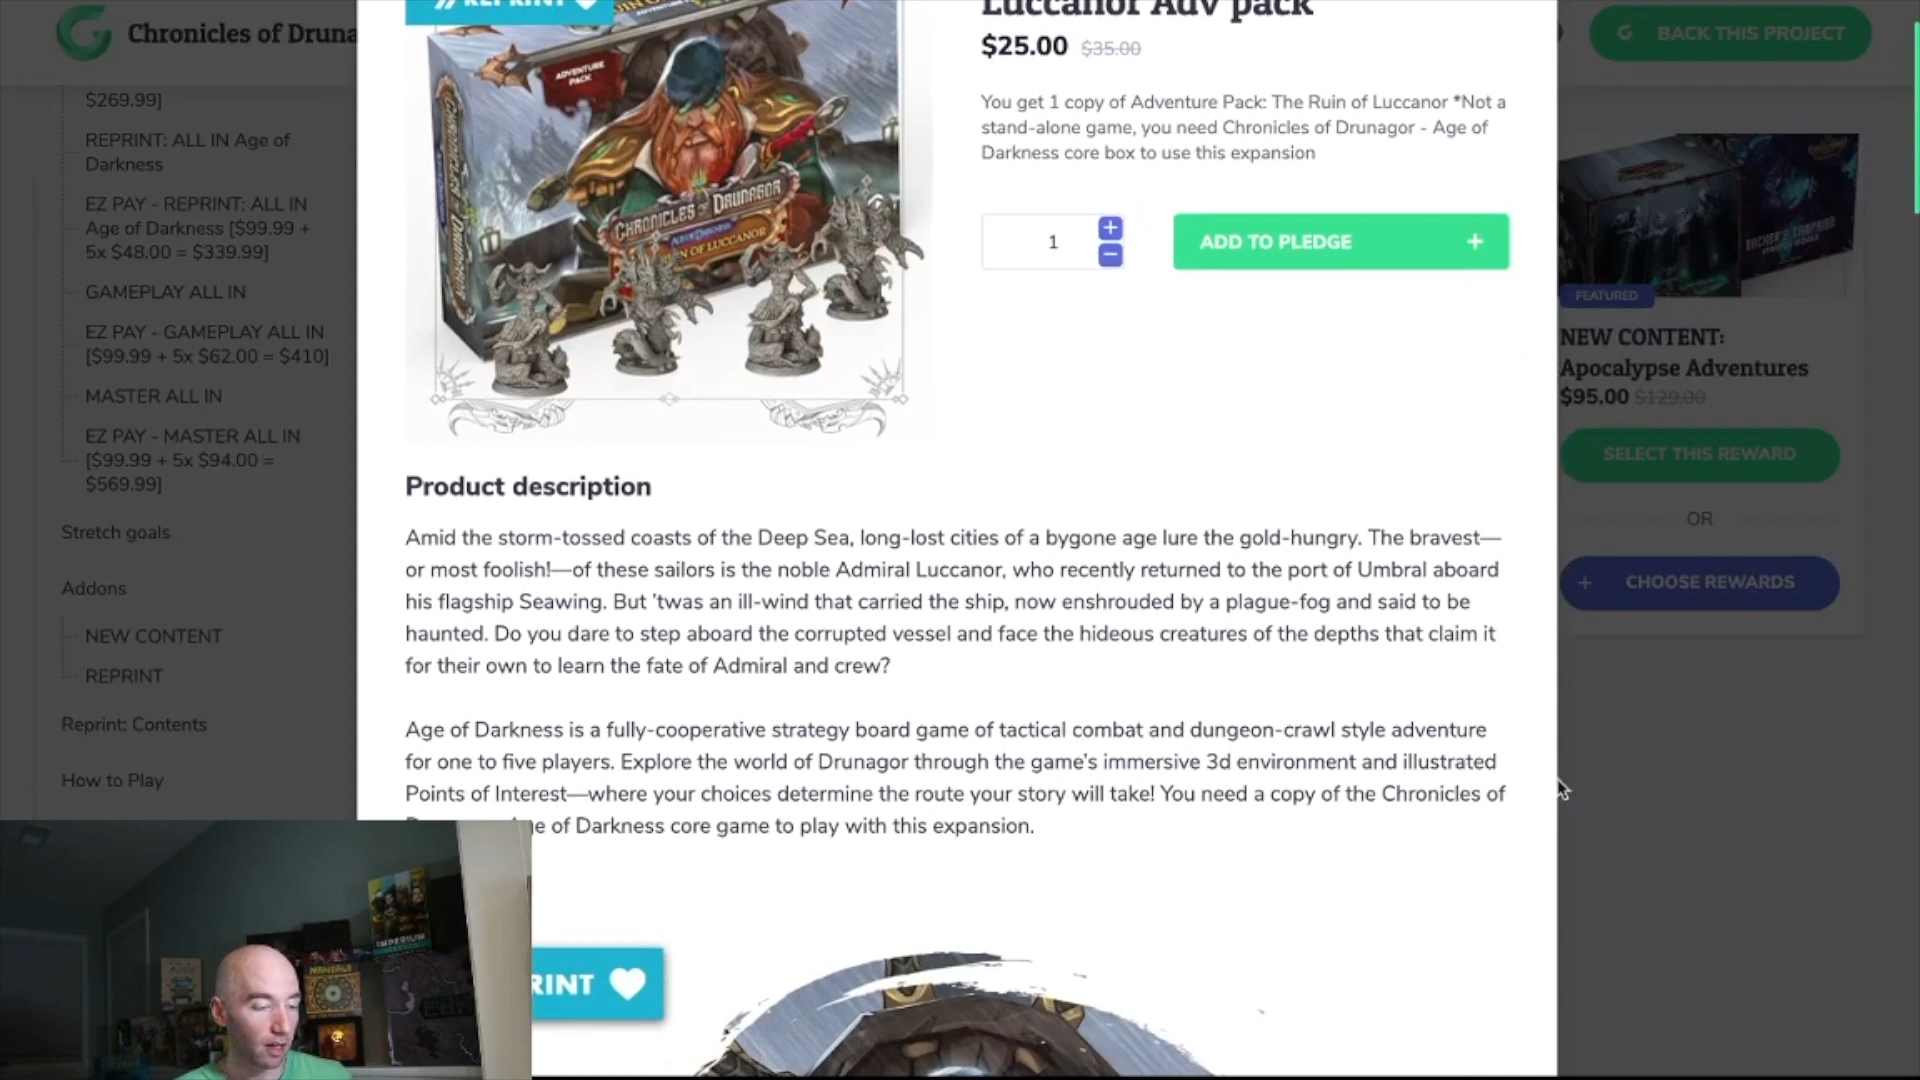 Chronicles of Druna
$269.99]
REPRINT: ALL IN Age of
Darkness
EZ PAY - REPRINT: ALL IN
Age of Darkness [$99.99 +
5x $48.00 = $339.99]
GAMEPLAY ALL IN
EZ PAY - GAMEPLAY ALL IN
[$99.99 + 5x $62.00 = $410]
MASTER ALL IN
EZ PAY - MASTER ALL IN
[$99.99 + 5x $94.00 =
$569.99]
Stretch goals
Addons
NEW CONTENT
REPRINT
Reprint: Contents
How to Play
REPRINT
ADVENTURE
PACK
CHRONICLES OF DRUNAGOR
AGE OF DARKNESS
IN OF LUCCANOR
Luccanor Adv pack
$25.00 $35.00
You get 1 copy of Adventure Pack: The Ruin of Luccanor *Not a
stand-alone game, you need Chronicles of Drunagor - Age of
Darkness core box to use this expansion
1
+
−
ADD TO PLEDGE +
Product description
Amid the storm-tossed coasts of the Deep Sea, long-lost cities of a bygone age lure the gold-hungry. The bravest—
or most foolish!—of these sailors is the noble Admiral Luccanor, who recently returned to the port of Umbral aboard
his flagship Seawing. But 'twas an ill-wind that carried the ship, now enshrouded by a plague-fog and said to be
haunted. Do you dare to step aboard the corrupted vessel and face the hideous creatures of the depths that claim it
for their own to learn the fate of Admiral and crew?
Age of Darkness is a fully-cooperative strategy board game of tactical combat and dungeon-crawl style adventure
for one to five players. Explore the world of Drunagor through the game's immersive 3d environment and illustrated
Points of Interest—where your choices determine the route your story will take! You need a copy of the Chronicles of
ge of Darkness core game to play with this expansion.
RINT
BACK THIS PROJECT
BACKER'S CAMPAIGN
FEATURED
NEW CONTENT:
Apocalypse Adventures
$95.00 $129.00
SELECT THIS REWARD
OR
+ CHOOSE REWARDS
IMPERIUM
MANDALA